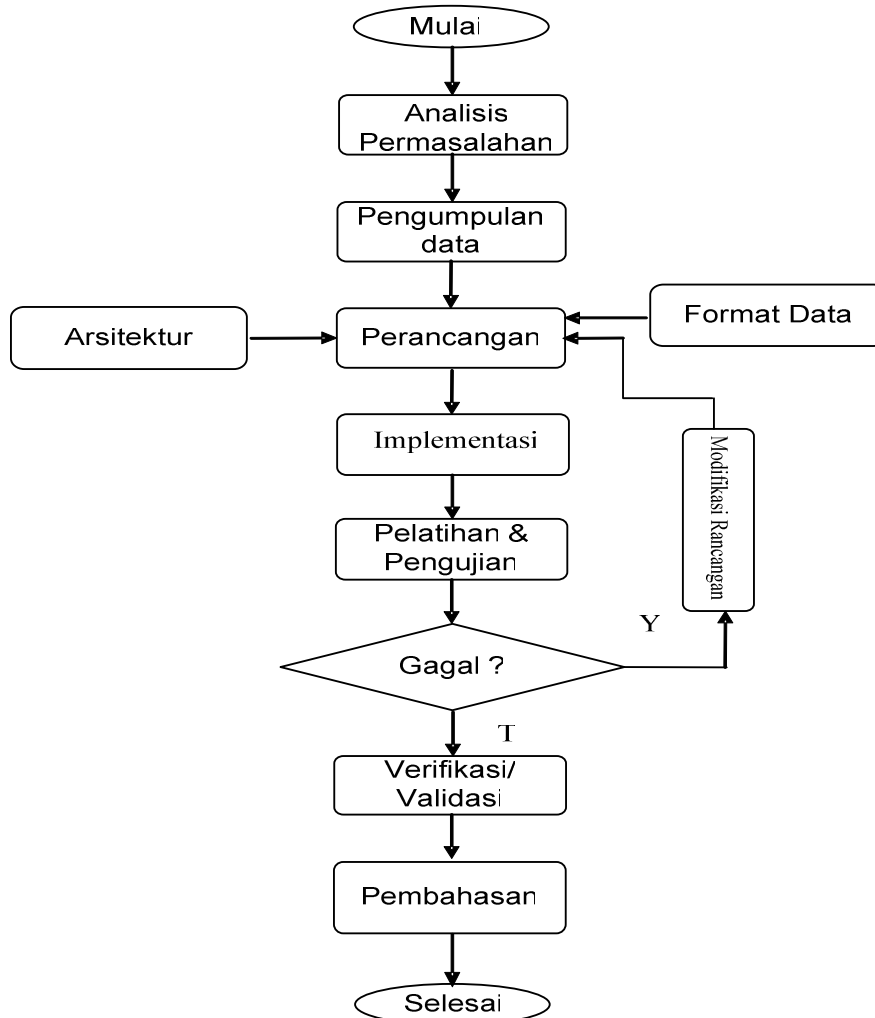 Mulai
Analisis
Permasalahan
Pengumpulan
data
Arsitektur
Perancangan
Format Data
Implementasi
Modifikasi Rancangan
Pelatihan &
Pengujian
Y
Gagal ?
T
Verifikasi/
Validasi
Pembahasan
Selesai